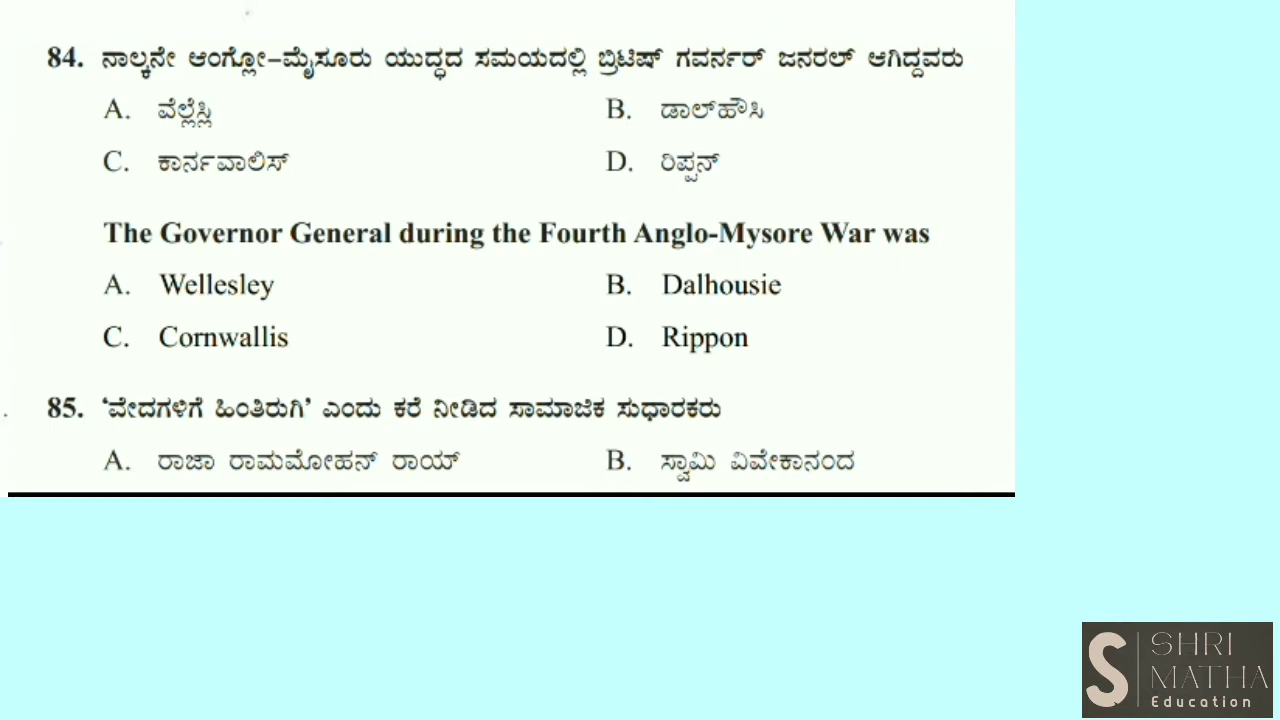 84. ನಾಲ್ಕನೇ ಆಂಗ್ಲೋ-ಮೈಸೂರು ಯುದ್ಧದ ಸಮಯದಲ್ಲಿ ಬ್ರಿಟಿಷ್ ಗವರ್ನರ್ ಜನರಲ್ ಆಗಿದ್ದವರು
A. ವೆಲ್ಲೆಸ್ಲಿ B. ಡಾಲ್‌ಹೌಸಿ
C. ಕಾರ್ನವಾಲಿಸ್ D. ರಿಪ್ಪನ್
The Governor General during the Fourth Anglo-Mysore War was
A. Wellesley B. Dalhousie
C. Cornwallis D. Rippon
85. ‘ವೇದಗಳಿಗೆ ಹಿಂತಿರುಗಿ’ ಎಂದು ಕರೆ ನೀಡಿದ ಸಾಮಾಜಿಕ ಸುಧಾರಕರು
A. ರಾಜಾ ರಾಮಮೋಹನ್ ರಾಯ್ B. ಸ್ವಾಮಿ ವಿವೇಕಾನಂದ
S SHRI
MATHA
Education